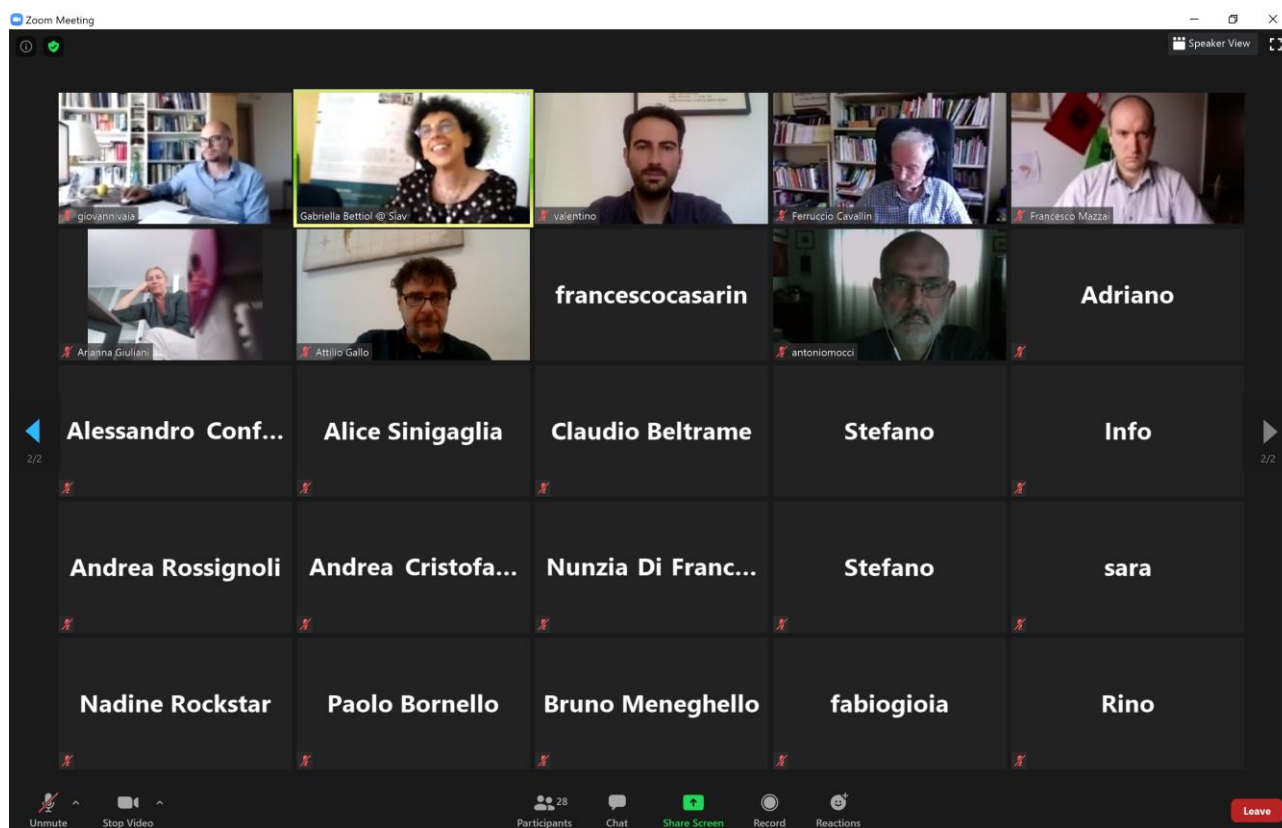 Zoom Meeting
Speaker View
giovannivaia
Gabriella Bettiol @ Siav
valentino
Ferruccio Cavallin
Francesco Mazzai
Arianna Giuliani
Attilio Gallo
francescocasarin
antoniomocci
Adriano
Alessandro Conf...
Alice Sinigaglia
Claudio Beltrame
Stefano
Info
2/2
2/2
Andrea Rossignoli
Andrea Cristofa...
Nunzia Di Franc...
Stefano
sara
Nadine Rockstar
Paolo Bornello
Bruno Meneghello
fabiogioia
Rino
Unmute
Stop Video
28
Participants
Chat
Share Screen
Record
Reactions
Leave